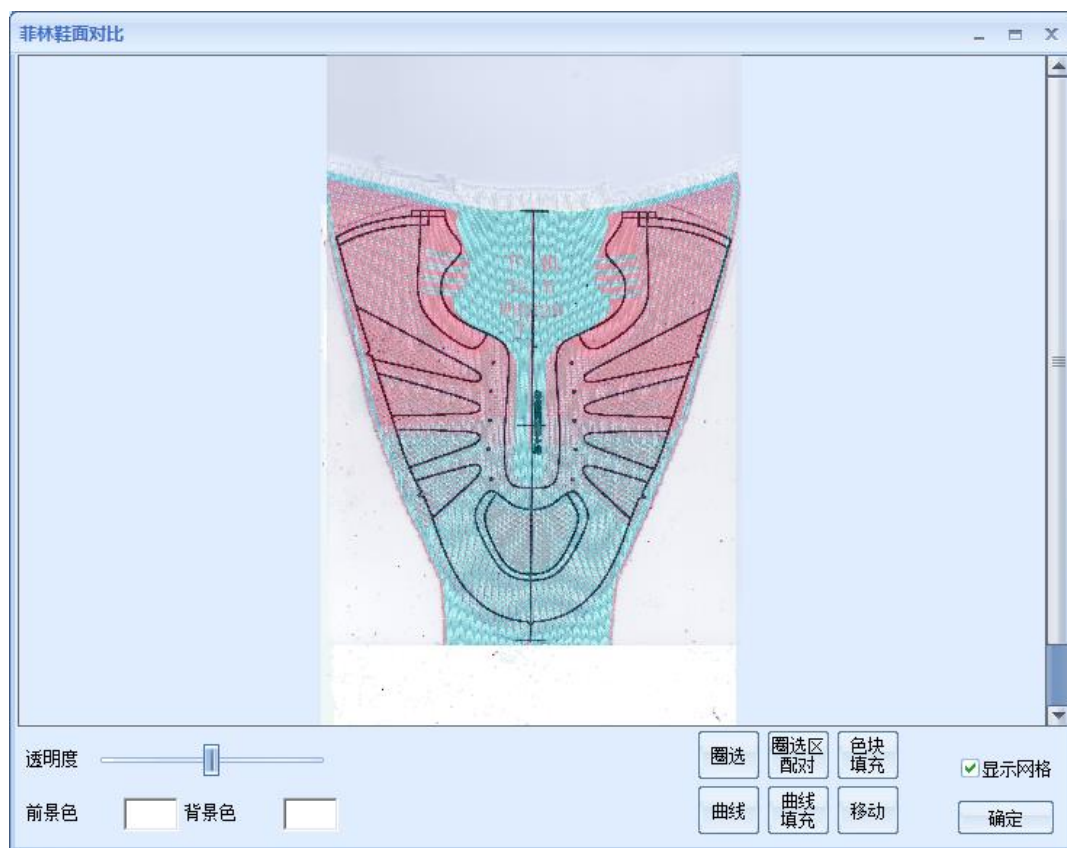 菲林鞋面对比
透明度
圈选
圈选区
配对
色块
填充
显示网格
前景色
背景色
曲线
曲线
填充
移动
确定